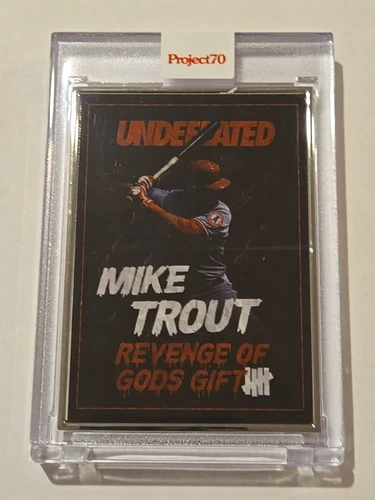 Project70
UNDEFEATED
MIKE
TROUT
REVENGE OF
GODS GIFT